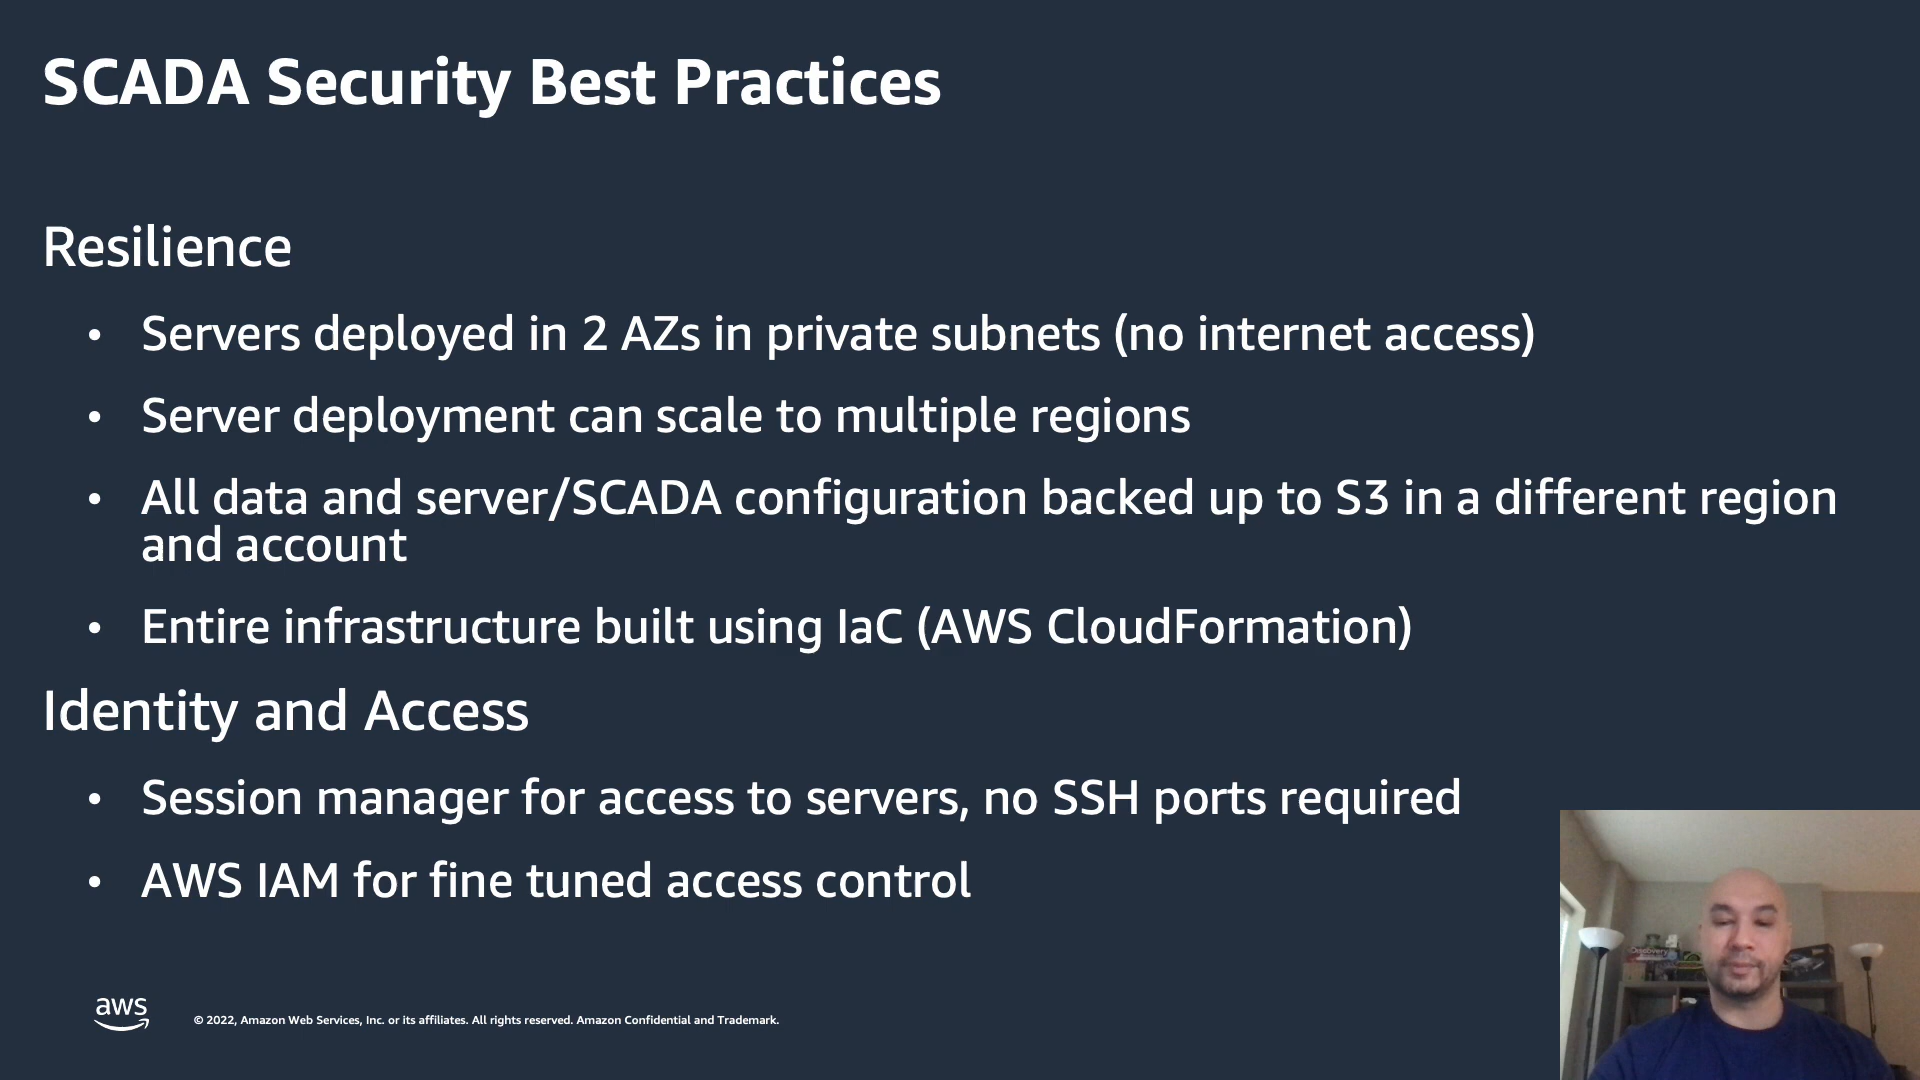 SCADA Security Best Practices
Resilience
• Servers deployed in 2 AZs in private subnets (no internet access)
• Server deployment can scale to multiple regions
• All data and server/SCADA configuration backed up to S3 in a different region
and account
• Entire infrastructure built using IaC (AWS CloudFormation)
Identity and Access
• Session manager for access to servers, no SSH ports required
• AWS IAM for fine tuned access control
aws
© 2022, Amazon Web Services, Inc. or its affiliates. All rights reserved. Amazon Confidential and Trademark.
Discovery